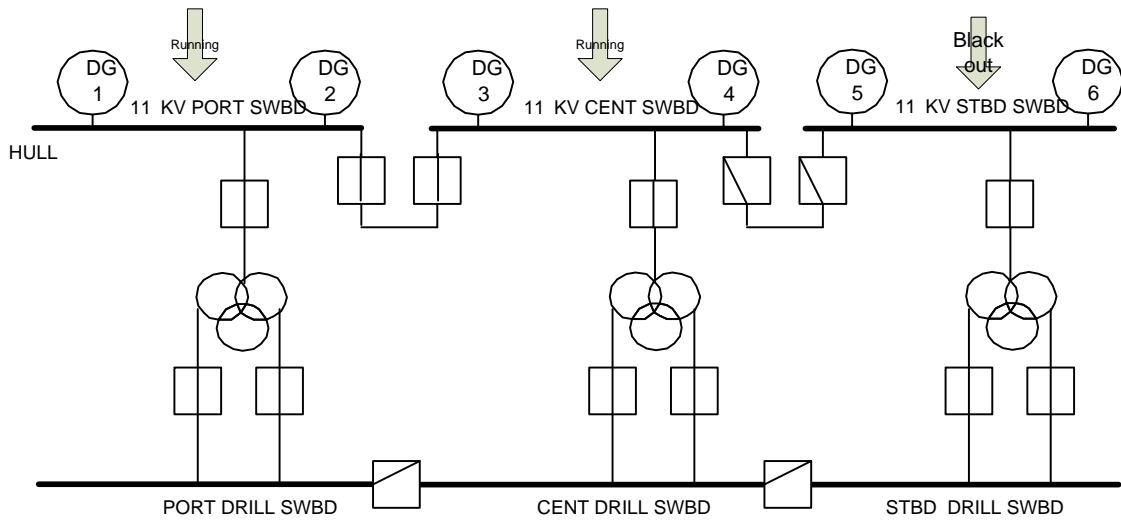 Running
Running
Black
out
DG
1
DG
2
DG
3
DG
4
DG
5
DG
6
11 KV PORT SWBD
11 KV CENT SWBD
11 KV STBD SWBD
HULL
PORT DRILL SWBD
CENT DRILL SWBD
STBD DRILL SWBD